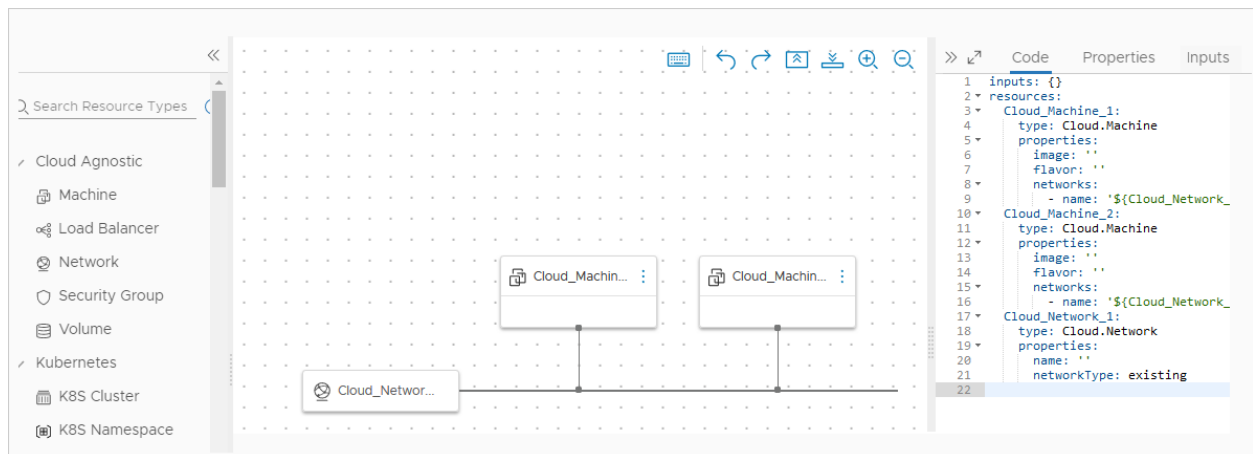 Search Resource Types
Cloud Agnostic
Machine
Load Balancer
Network
Security Group
Volume
Kubernetes
K8S Cluster
K8S Namespace
Cloud_Machin...
Cloud_Machin...
Cloud_Networ...
Code Properties Inputs
1 inputs: {}
2 resources:
3 Cloud_Machine_1:
4 type: Cloud.Machine
5 properties:
6 image: ''
7 flavor: ''
8 networks:
9 - name: '${Cloud_Network_
10 Cloud_Machine_2:
11 type: Cloud.Machine
12 properties:
13 image: ''
14 flavor: ''
15 networks:
16 - name: '${Cloud_Network_
17 Cloud_Network_1:
18 type: Cloud.Network
19 properties:
20 name: ''
21 networkType: existing
22